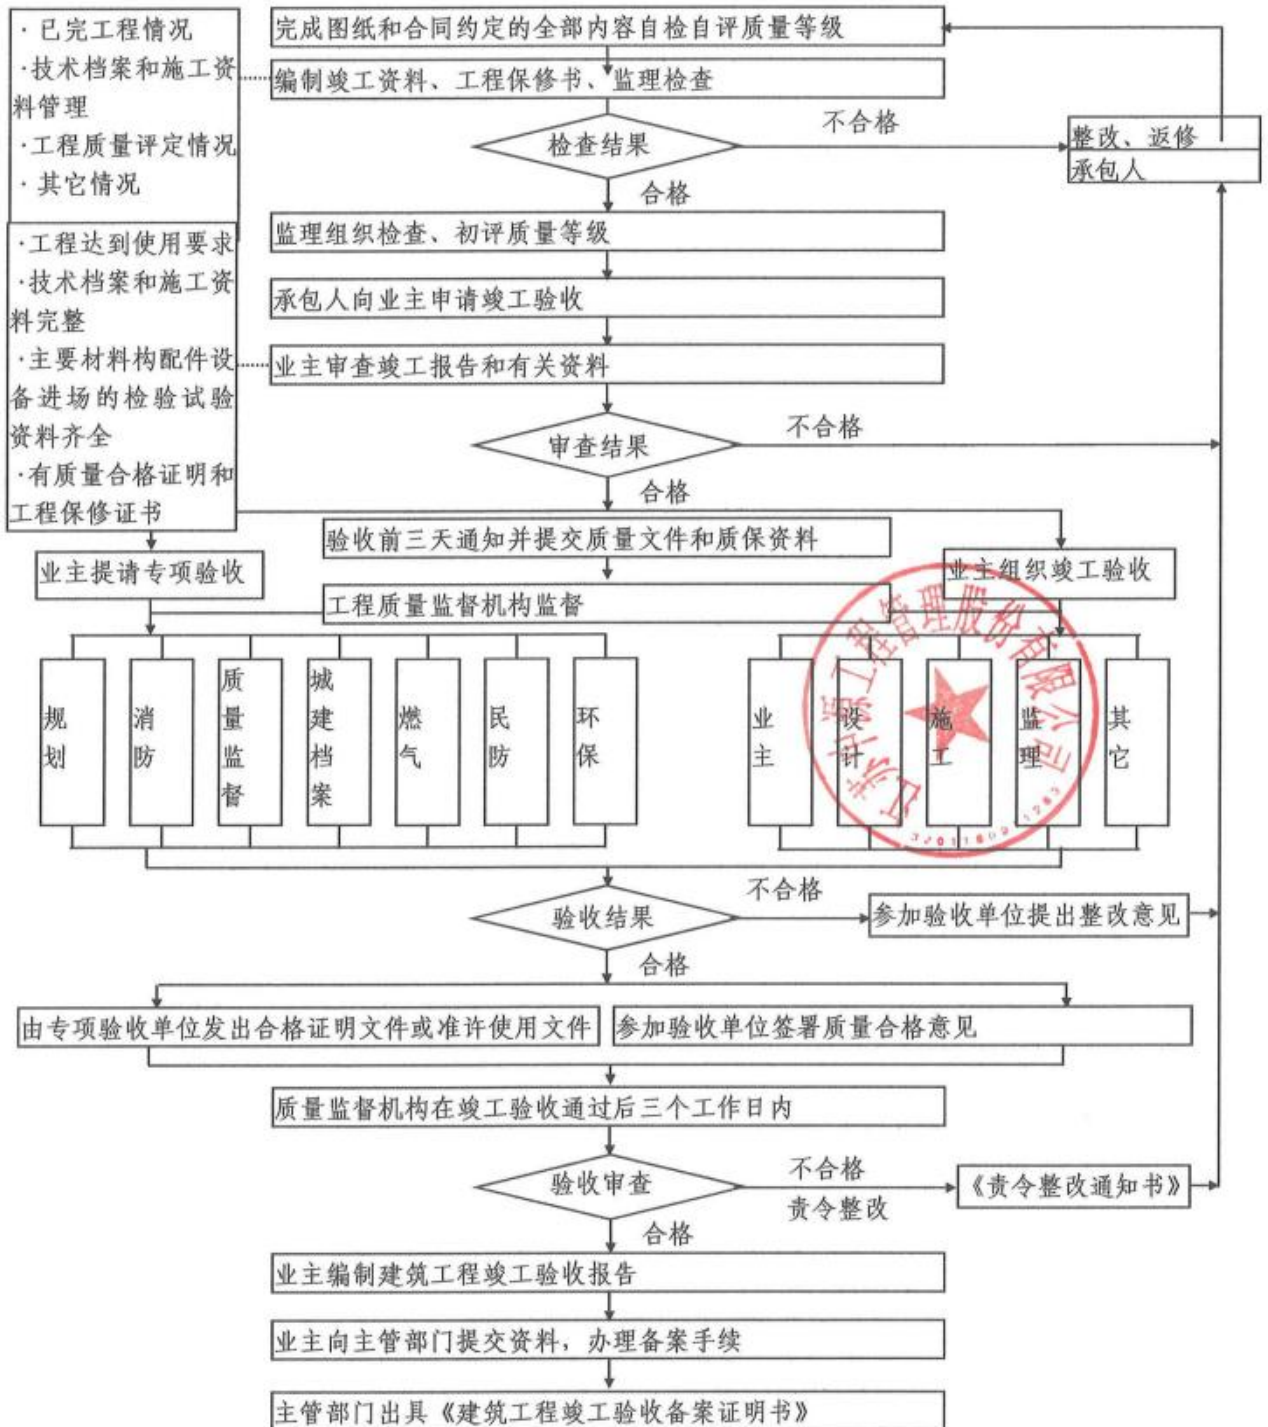 ·已完工程情况
·技术档案和施工资
料管理
·工程质量评定情况
·其它情况
完成图纸和合同约定的全部内容自检自评质量等级
编制竣工资料、工程保修书、监理检查
检查结果
不合格
整改、返修
承包人
合格
·工程达到使用要求
·技术档案和施工资
料完整
·主要材料构配件设
备进场的检验试验
资料齐全
·有质量合格证明和
工程保修证书
监理组织检查、初评质量等级
承包人向业主申请竣工验收
业主审查竣工报告和有关资料
审查结果
不合格
合格
验收前三天通知并提交质量文件和质保资料
业主提请专项验收
业主组织竣工验收
工程质量监督机构监督
规划
消防
质量监督
城建档案
燃气
民防
环保
业主
设计
施工
监理
其它
工程管理股份有限公司
验收结果
不合格
参加验收单位提出整改意见
合格
由专项验收单位发出合格证明文件或准许使用文件
参加验收单位签署质量合格意见
质量监督机构在竣工验收通过后三个工作日内
验收审查
不合格
责令整改
《责令整改通知书》
合格
业主编制建筑工程竣工验收报告
业主向主管部门提交资料，办理备案手续
主管部门出具《建筑工程竣工验收备案证明书》